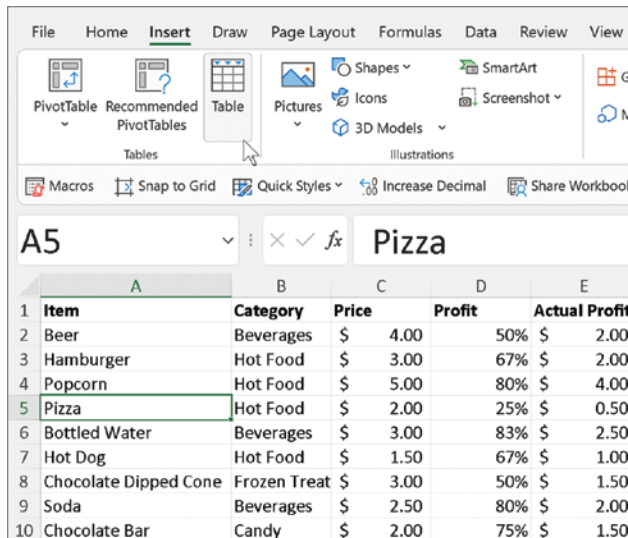 File Home Insert Draw Page Layout Formulas Data Review View
PivotTable Recommended PivotTables Table Pictures Shapes Icons 3D Models SmartArt Screenshot
Tables Illustrations
Macros Snap to Grid Quick Styles Increase Decimal Share Workbook
A5 fx Pizza
A B C D E
1 Item Category Price Profit Actual Profit
2 Beer Beverages $ 4.00 50% $ 2.00
3 Hamburger Hot Food $ 3.00 67% $ 2.00
4 Popcorn Hot Food $ 5.00 80% $ 4.00
5 Pizza Hot Food $ 2.00 25% $ 0.50
6 Bottled Water Beverages $ 3.00 83% $ 2.50
7 Hot Dog Hot Food $ 1.50 67% $ 1.00
8 Chocolate Dipped Cone Frozen Treat $ 3.00 50% $ 1.50
9 Soda Beverages $ 2.50 80% $ 2.00
10 Chocolate Bar Candy $ 2.00 75% $ 1.50